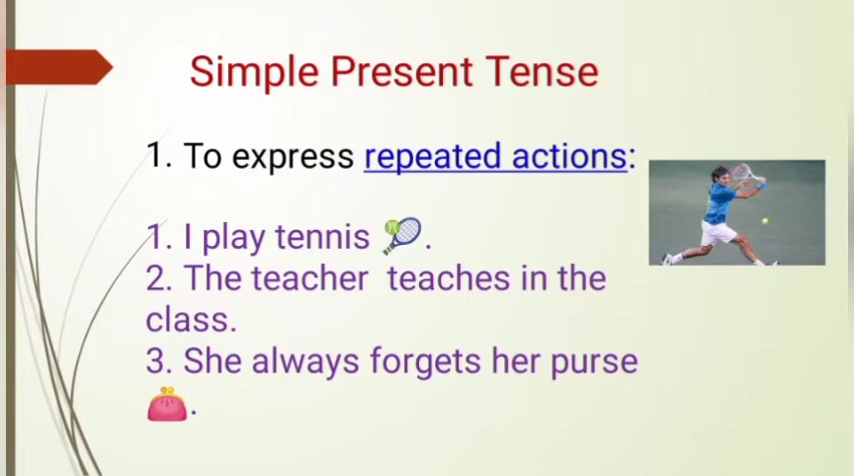 Simple Present Tense
1. To express repeated actions:
1. I play tennis 🎾.
2. The teacher teaches in the
class.
3. She always forgets her purse
👛.